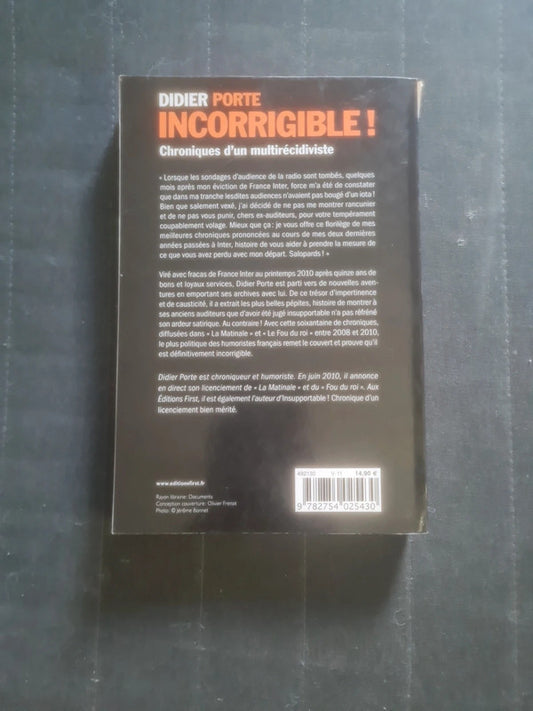 DIDIER PORTE
INCORRIGIBLE !
Chroniques d'un multirécidiviste
« Lorsque les sondages d'audience de la radio sont tombés, quelques
mois après mon éviction de France Inter, force m'a été de constater
que dans ma tranche lesdites audiences n'avaient pas bougé d'un iota !
Bien que salement vexé, j'ai décidé de ne pas me montrer rancunier
et de ne pas vous punir, chers ex-auditeurs, pour votre tempérament
coupablement volage. Mieux que ça : je vous offre ce florilège de mes
meilleures chroniques prononcées au cours de mes deux dernières
années passées à Inter, histoire de vous aider à prendre la mesure de
ce que vous avez perdu avec mon départ. Salopards ! »
Viré avec fracas de France Inter au printemps 2010 après quinze ans de
bons et loyaux services, Didier Porte est parti vers de nouvelles aven-
tures en emportant ses archives avec lui. De ce trésor d'impertinence
et de causticité, il a extrait les plus belles pépites, histoire de montrer à
ses anciens auditeurs que d'avoir été jugé insupportable n'a pas réfréné
son ardeur satirique. Au contraire ! Avec cette soixantaine de chroniques,
diffusées dans « La Matinale » et « Le Fou du roi » entre 2008 et 2010,
le plus politique des humoristes français remet le couvert et prouve qu'il
est définitivement incorrigible.
Didier Porte est chroniqueur et humoriste. En juin 2010, il annonce
en direct son licenciement de « La Matinale » et du « Fou du roi ». Aux
Éditions First, il est également l'auteur d'Insupportable ! Chronique d'un
licenciement bien mérité.
492130 9-11 14,90 €
www.editionsfirst.fr
Rayon librairie : Documents
Conception couverture : Olivier Frenot
Photo : © Jérôme Bonnet
9 782754 025430